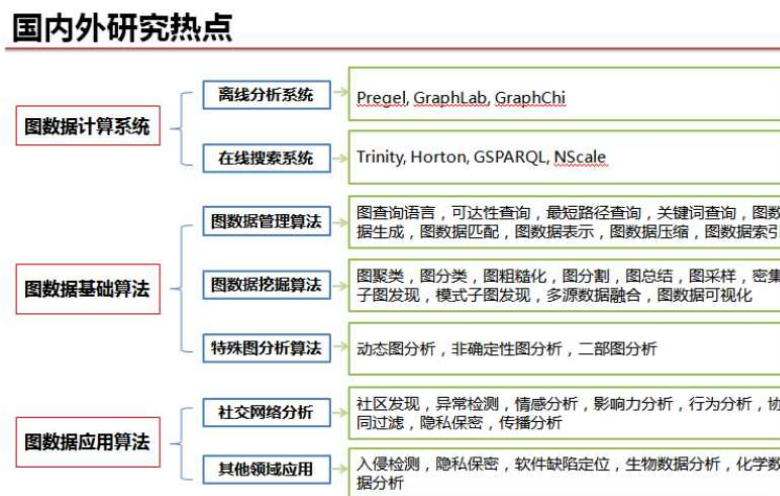 国内外研究热点
图数据计算系统
离线分析系统
Pregel, GraphLab, GraphChi
在线搜索系统
Trinity, Horton, GSPARQL, NScale
图数据基础算法
图数据管理算法
图查询语言，可达性查询，最短路径查询，关键词查询，图数
据生成，图数据匹配，图数据表示，图数据压缩，图数据索引
图数据挖掘算法
图聚类，图分类，图粗糙化，图分割，图总结，图采样，密集
子图发现，模式子图发现，多源数据融合，图数据可视化
特殊图分析算法
动态图分析，非确定性图分析，二部图分析
图数据应用算法
社交网络分析
社区发现，异常检测，情感分析，影响力分析，行为分析，协
同过滤，隐私保密，传播分析
其他领域应用
入侵检测，隐私保密，软件缺陷定位，生物数据分析，化学数
据分析